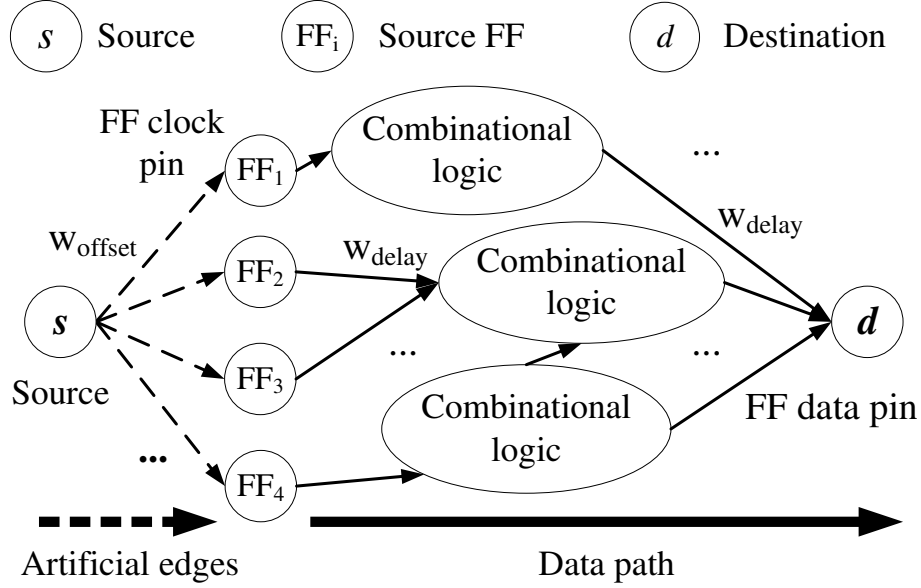 s Source FF_i Source FF d Destination
FF clock
pin
Combinational
logic
...
FF_1
w_offset
w_delay
FF_2
w_delay
Combinational
logic
s
d
Source
FF_3
...
...
Combinational
logic
FF data pin
...
FF_4
Artificial edges
Data path